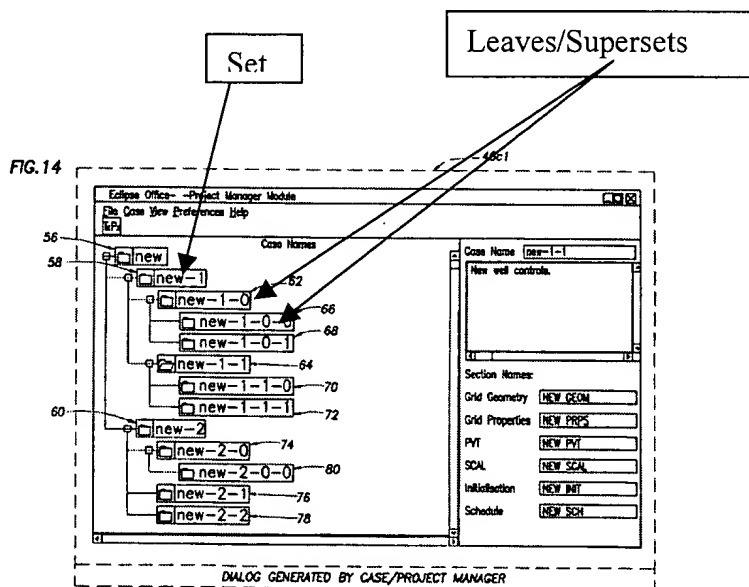 Set
Leaves/Supersets
FIG.14
48c1
Eclipse Office- -Project Manager Module
File Case View Preferences Help
Case Names
56
new
58
new-1
62
new-1-0
66
new-1-0-0
68
new-1-0-1
64
new-1-1
70
new-1-1-0
72
new-1-1-1
60
new-2
74
new-2-0
80
new-2-0-0
76
new-2-1
78
new-2-2
Case Name new-1-1
New well controls.
Section Names:
Grid Geometry NEW GEOM
Grid Properties NEW PRPS
PVT NEW PVT
SCAL NEW SCAL
Initialisation NEW INIT
Schedule NEW SCH
DIALOG GENERATED BY CASE/PROJECT MANAGER